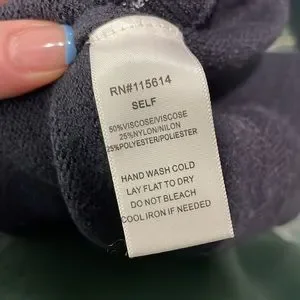 RN#115614
SELF
50%VISCOSE/VISCOSE
25%NYLON/NILON
25%POLYESTER/POLIESTER
HAND WASH COLD
LAY FLAT TO DRY
DO NOT BLEACH
COOL IRON IF NEEDED